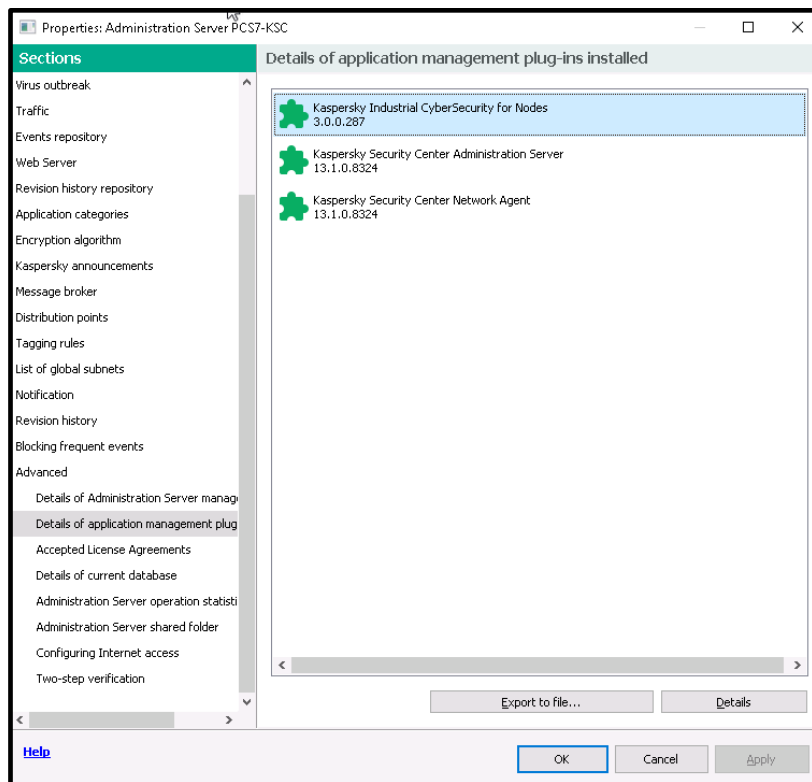 Properties: Administration Server PCS7-KSC
Sections
Virus outbreak
Traffic
Events repository
Web Server
Revision history repository
Application categories
Encryption algorithm
Kaspersky announcements
Message broker
Distribution points
Tagging rules
List of global subnets
Notification
Revision history
Blocking frequent events
Advanced
Details of Administration Server manag
Details of application management plug
Accepted License Agreements
Details of current database
Administration Server operation statisti
Administration Server shared folder
Configuring Internet access
Two-step verification
Details of application management plug-ins installed
Kaspersky Industrial CyberSecurity for Nodes
3.0.0.287
Kaspersky Security Center Administration Server
13.1.0.8324
Kaspersky Security Center Network Agent
13.1.0.8324
Export to file...
Details
Help
OK
Cancel
Apply